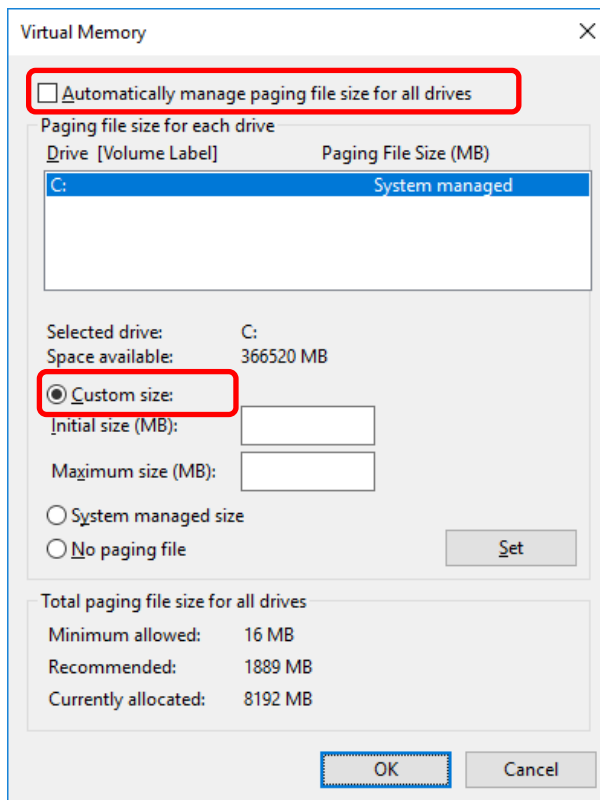 Virtual Memory
Automatically manage paging file size for all drives
Paging file size for each drive
Drive [Volume Label] Paging File Size (MB)
C: System managed
Selected drive: C:
Space available: 366520 MB
Custom size:
Initial size (MB):
Maximum size (MB):
System managed size
No paging file Set
Total paging file size for all drives
Minimum allowed: 16 MB
Recommended: 1889 MB
Currently allocated: 8192 MB
OK Cancel